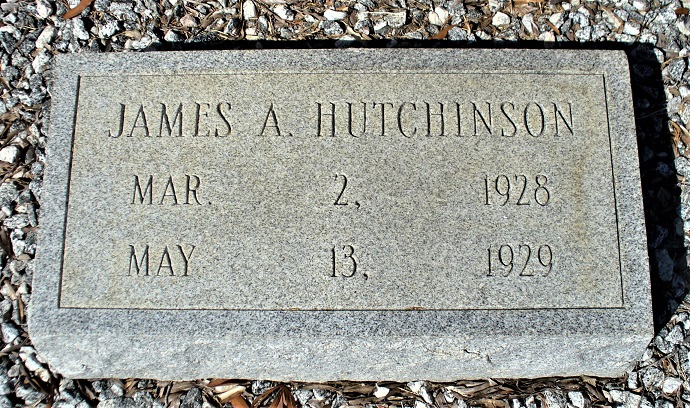 JAMES A. HUTCHINSON
MAR. 2, 1928
MAY 13, 1929